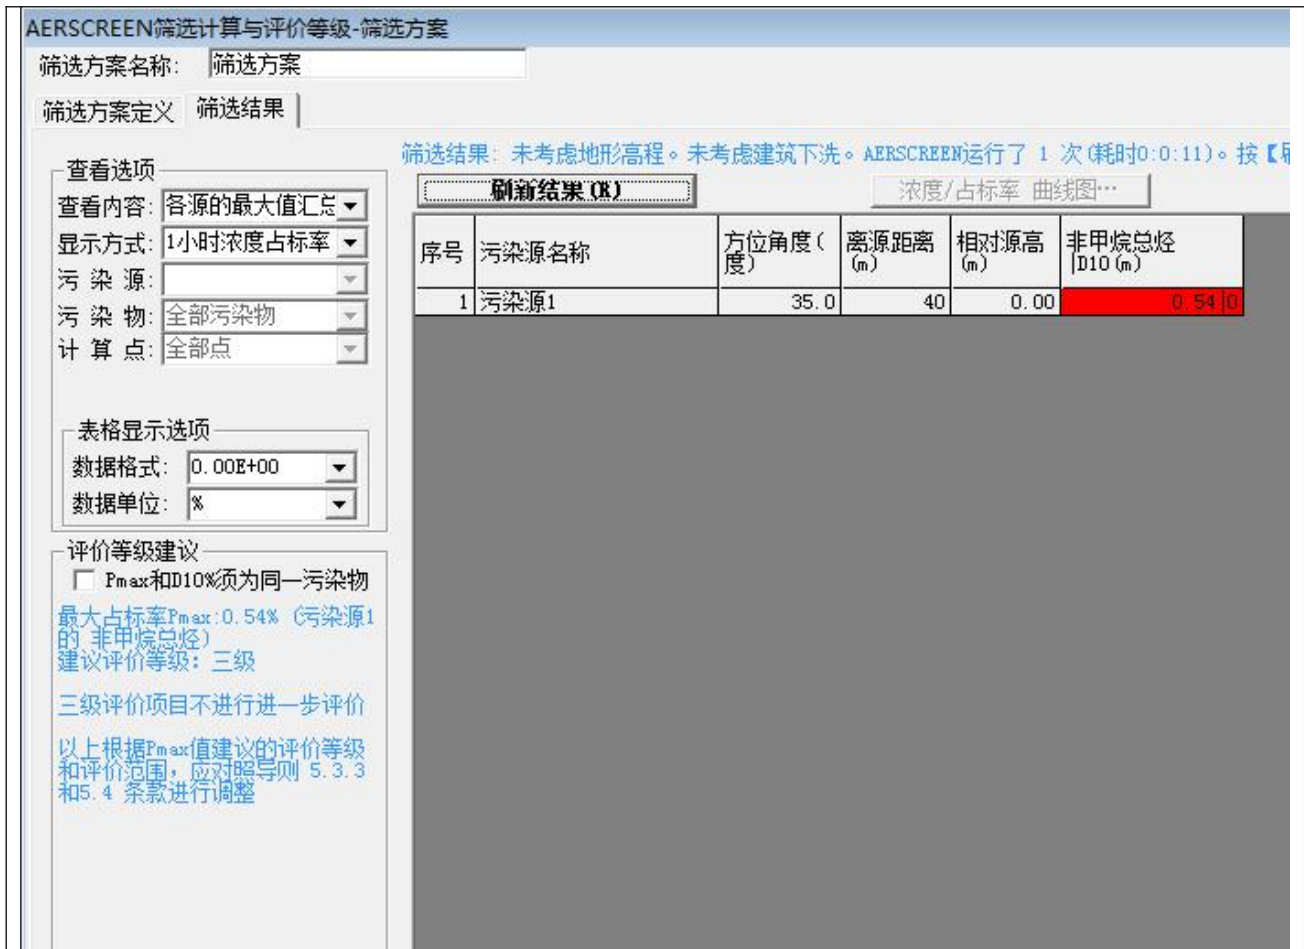 AERSCREEN筛选计算与评价等级-筛选方案
筛选方案名称: 筛选方案
筛选方案定义 筛选结果
筛选结果：未考虑地形高程。未考虑建筑下洗。AERSCREEN运行了 1 次(耗时0:0:11)。按【
查看选项
查看内容: 各源的最大值汇总
显示方式: 1小时浓度占标率
污 染 源:
污 染 物: 全部污染物
计 算 点: 全部点
刷新结果(R) 浓度/占标率 曲线图…
序号 污染源名称 方位角度(度) 离源距离(m) 相对源高(m) 非甲烷总烃|D10(m)
1 污染源1 35.0 40 0.00 0.54|0
表格显示选项
数据格式: 0.00E+00
数据单位: %
评价等级建议
Pmax和D10%须为同一污染物
最大占标率Pmax:0.54% (污染源1
的 非甲烷总烃)
建议评价等级: 三级
三级评价项目不进行进一步评价
以上根据Pmax值建议的评价等级
和评价范围，应对照导则 5.3.3
和5.4 条款进行调整